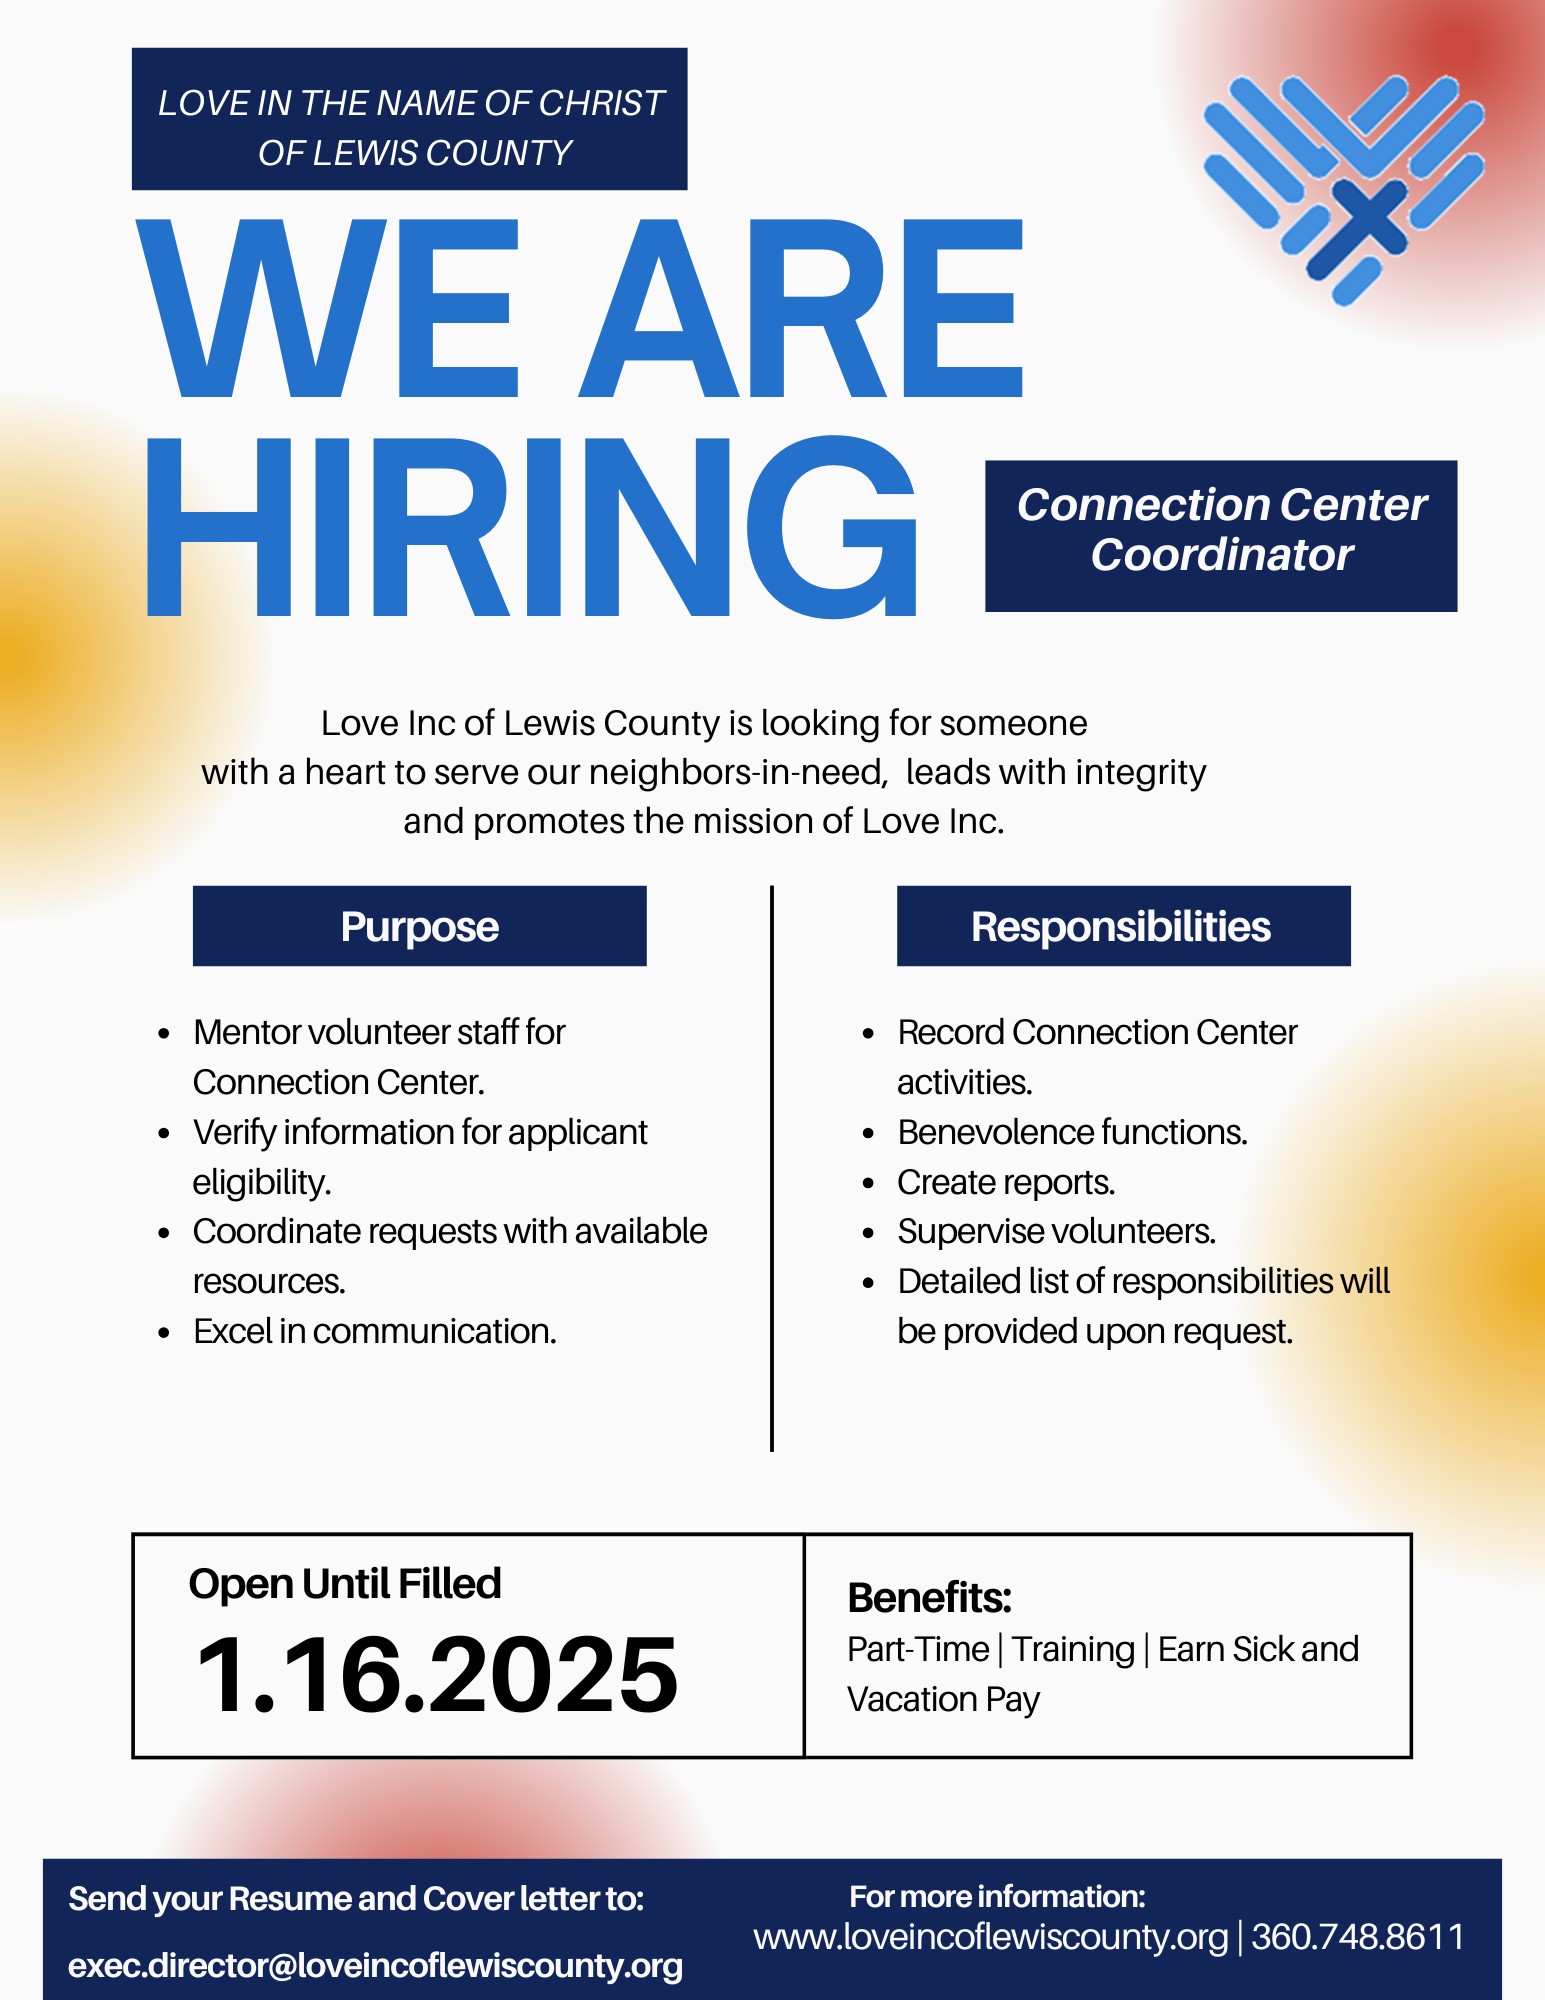 LOVE IN THE NAME OF CHRIST
OF LEWIS COUNTY
WE ARE
HIRING
Connection Center
Coordinator
Love Inc of Lewis County is looking for someone
with a heart to serve our neighbors-in-need,  leads with integrity
and promotes the mission of Love Inc.
Purpose
• Mentor volunteer staff for
Connection Center.
• Verify information for applicant
eligibility.
• Coordinate requests with available
resources.
• Excel in communication.
Responsibilities
• Record Connection Center
activities.
• Benevolence functions.
• Create reports.
• Supervise volunteers.
• Detailed list of responsibilities will
be provided upon request.
Open Until Filled
1.16.2025
Benefits:
Part-Time | Training | Earn Sick and
Vacation Pay
Send your Resume and Cover letter to:
exec.director@loveincoflewiscounty.org
For more information:
www.loveincoflewiscounty.org | 360.748.8611